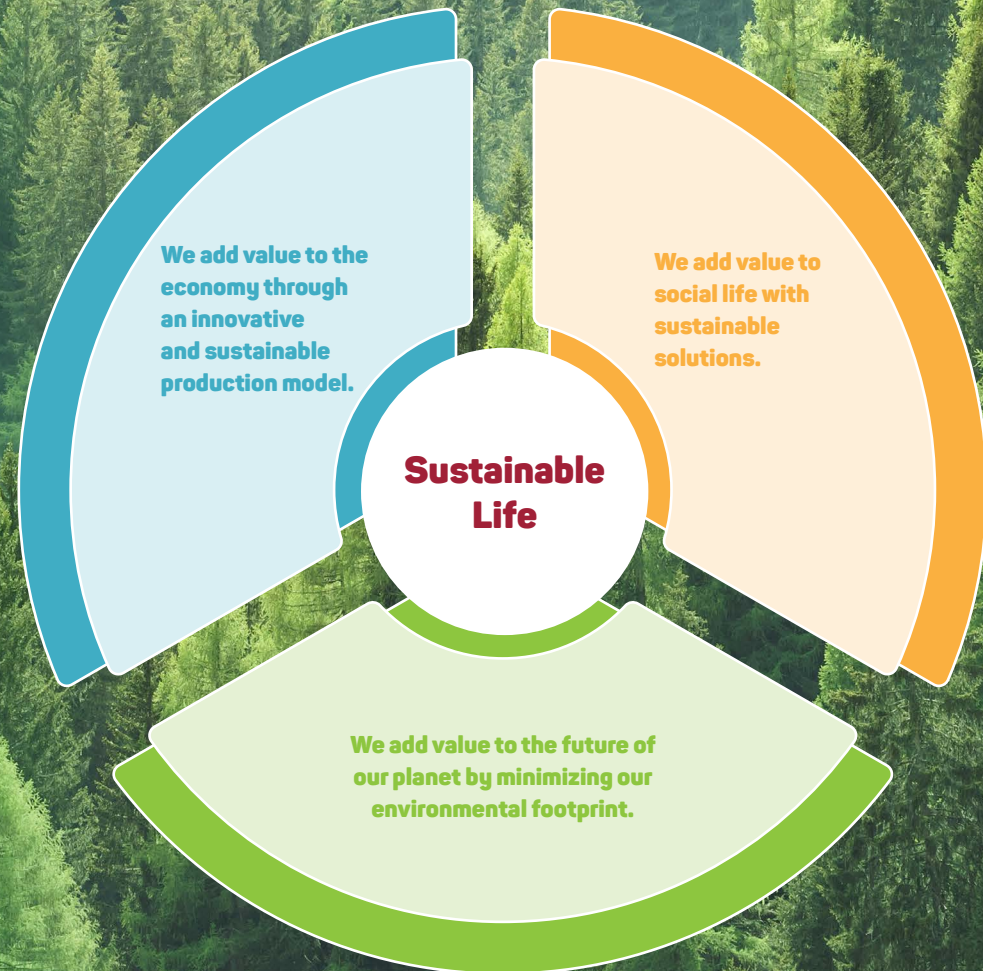 We add value to the
economy through
an innovative
and sustainable
production model.
We add value to
social life with
sustainable
solutions.
Sustainable
Life
We add value to the future of
our planet by minimizing our
environmental footprint.